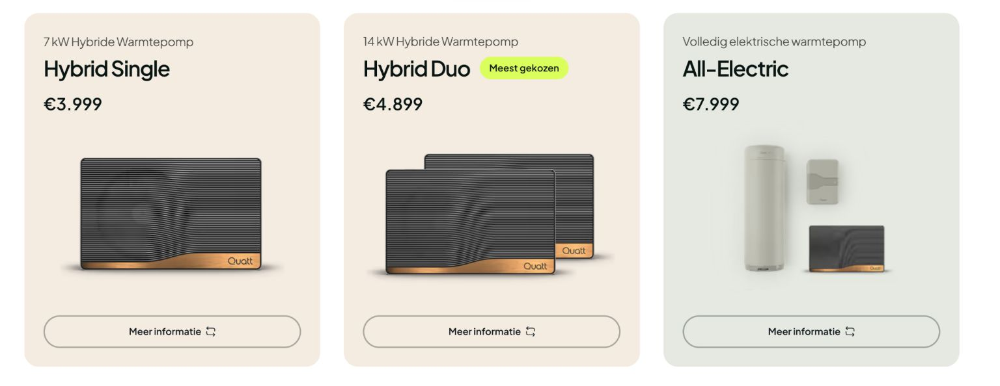 7 kW Hybride Warmtepomp
Hybrid Single
€3.999
Quatt
Meer informatie
14 kW Hybride Warmtepomp
Hybrid Duo
Meest gekozen
€4.899
Quatt
Quatt
Meer informatie
Volledig elektrische warmtepomp
All-Electric
€7.999
Quatt
Meer informatie